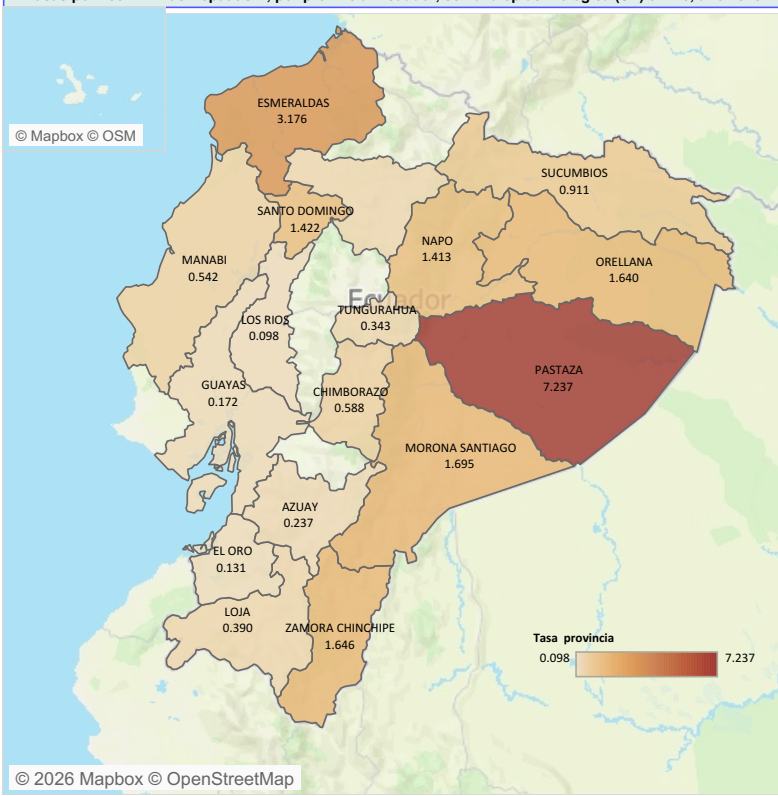 © Mapbox © OSM
ESMERALDAS
3.176
SUCUMBIOS
0.911
SANTO DOMINGO
1.422
NAPO
1.413
MANABI
0.542
ORELLANA
1.640
Ecuador
TUNGURAHUA
0.343
LOS RIOS
0.098
PASTAZA
7.237
GUAYAS
0.172
CHIMBORAZO
0.588
MORONA SANTIAGO
1.695
AZUAY
0.237
EL ORO
0.131
LOJA
0.390
ZAMORA CHINCHIPE
1.646
Tasa provincia
0.098 7.237
© 2026 Mapbox © OpenStreetMap